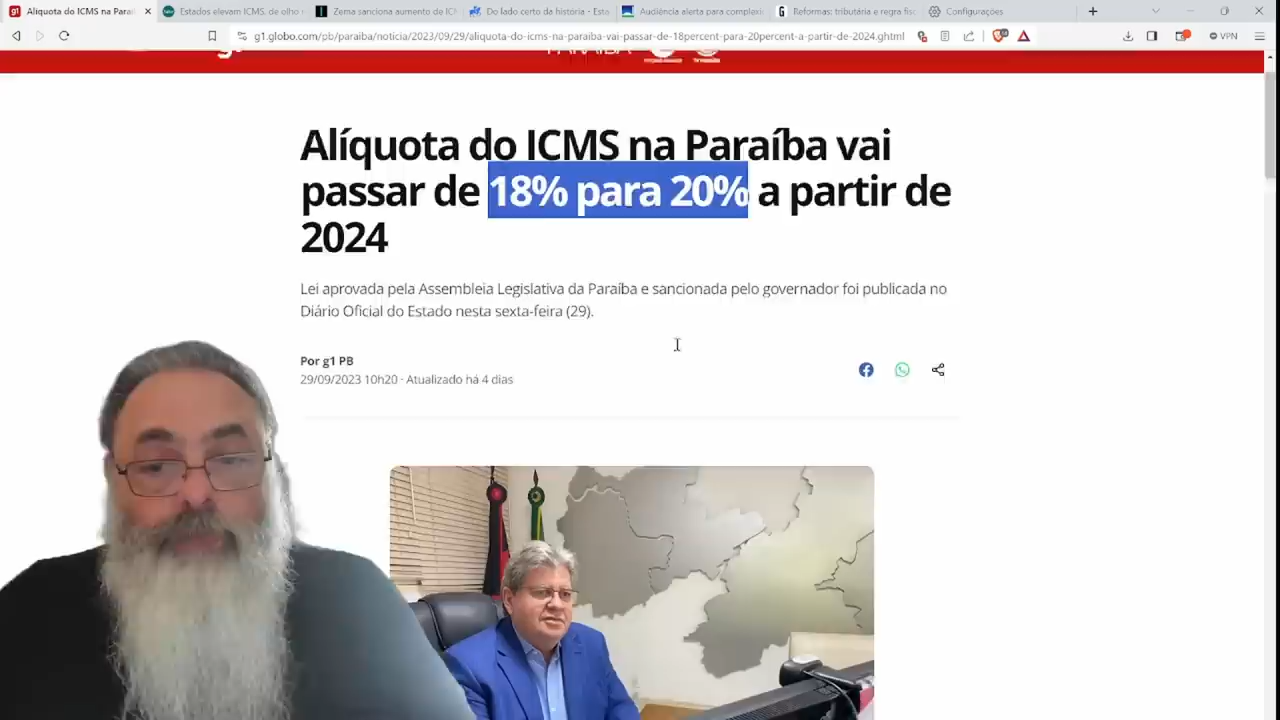 Alíquota do ICMS na Paraí
Estados elevam ICMS, de olho
Zema sanciona aumento de ICM
Do lado certo da história - Esta
Audiência alerta para complexi
Reformas: tributária e regra fisc
Configurações
g1.globo.com/pb/paraiba/noticia/2023/09/29/aliquota-do-icms-na-paraiba-vai-passar-de-18percent-para-20percent-a-partir-de-2024.ghtml
VPN
g1
PARAÍBA
Alíquota do ICMS na Paraíba vai
passar de 18% para 20% a partir de
2024
Lei aprovada pela Assembleia Legislativa da Paraíba e sancionada pelo governador foi publicada no
Diário Oficial do Estado nesta sexta-feira (29).
Por g1 PB
29/09/2023 10h20 · Atualizado há 4 dias